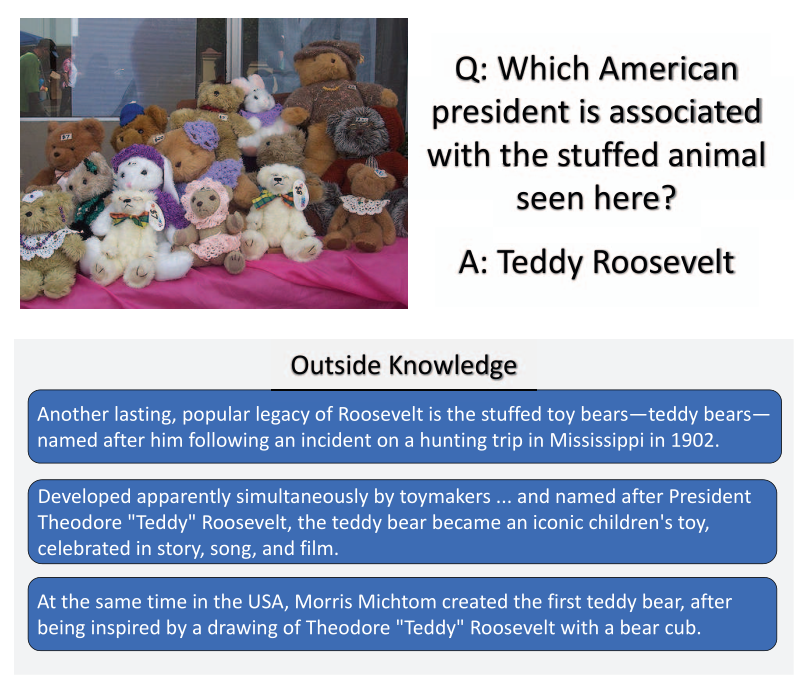 Q: Which American
president is associated
with the stuffed animal
seen here?
A: Teddy Roosevelt
Outside Knowledge
Another lasting, popular legacy of Roosevelt is the stuffed toy bears—teddy bears—
named after him following an incident on a hunting trip in Mississippi in 1902.
Developed apparently simultaneously by toymakers ... and named after President
Theodore "Teddy" Roosevelt, the teddy bear became an iconic children's toy,
celebrated in story, song, and film.
At the same time in the USA, Morris Michtom created the first teddy bear, after
being inspired by a drawing of Theodore "Teddy" Roosevelt with a bear cub.